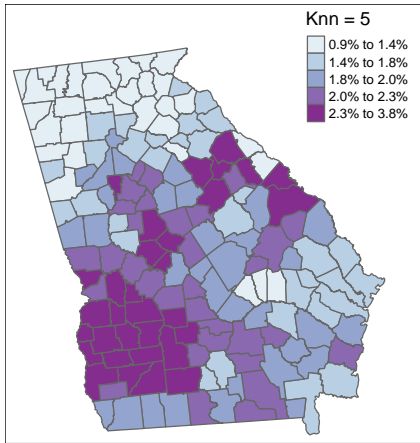 Knn = 5
0.9% to 1.4%
1.4% to 1.8%
1.8% to 2.0%
2.0% to 2.3%
2.3% to 3.8%